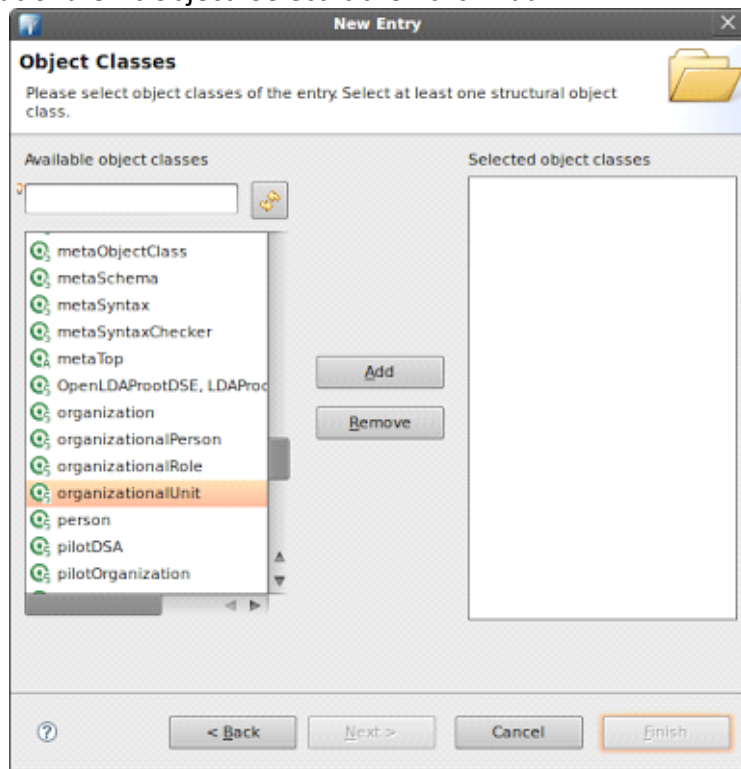 New Entry
Object Classes
Please select object classes of the entry. Select at least one structural object
class.
Available object classes
Selected object classes
metaObjectClass
metaSchema
metaSyntax
metaSyntaxChecker
metaTop
OpenLDAProotDSE, LDAProo
organization
organizationalPerson
organizationalRole
organizationalUnit
person
pilotDSA
pilotOrganization
Add
Remove
< Back
Next >
Cancel
Finish